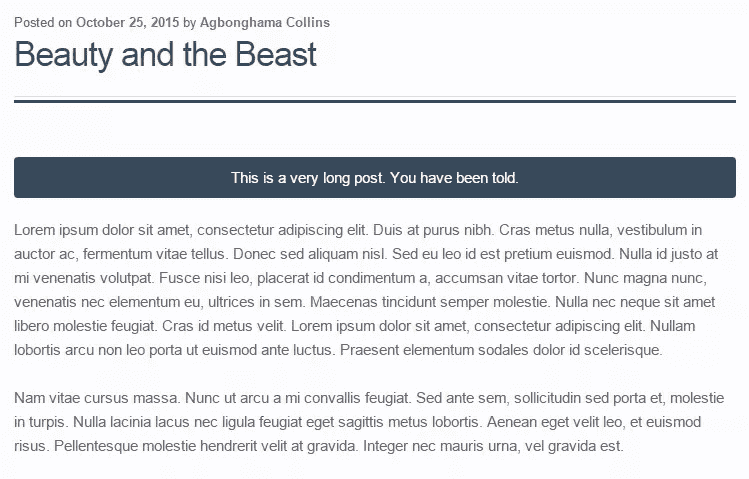 Posted on October 25, 2015 by Agbonghama Collins
Beauty and the Beast
This is a very long post. You have been told.
Lorem ipsum dolor sit amet, consectetur adipiscing elit. Duis at purus nibh. Cras metus nulla, vestibulum in
auctor ac, fermentum vitae tellus. Donec sed aliquam nisl. Sed eu leo id est pretium euismod. Nulla id justo at
mi venenatis volutpat. Fusce nisi leo, placerat id condimentum a, accumsan vitae tortor. Nunc magna nunc,
venenatis nec elementum eu, ultrices in sem. Maecenas tincidunt semper molestie. Nulla nec neque sit amet
libero molestie feugiat. Cras id metus velit. Lorem ipsum dolor sit amet, consectetur adipiscing elit. Nullam
lobortis arcu non leo porta ut euismod ante luctus. Praesent elementum sodales dolor id scelerisque.
Nam vitae cursus massa. Nunc ut arcu a mi convallis feugiat. Sed ante sem, sollicitudin sed porta et, molestie
in turpis. Nulla lacinia lacus nec ligula feugiat eget sagittis metus lobortis. Aenean eget velit leo, et euismod
risus. Pellentesque molestie hendrerit velit at gravida. Integer nec mauris urna, vel gravida est.